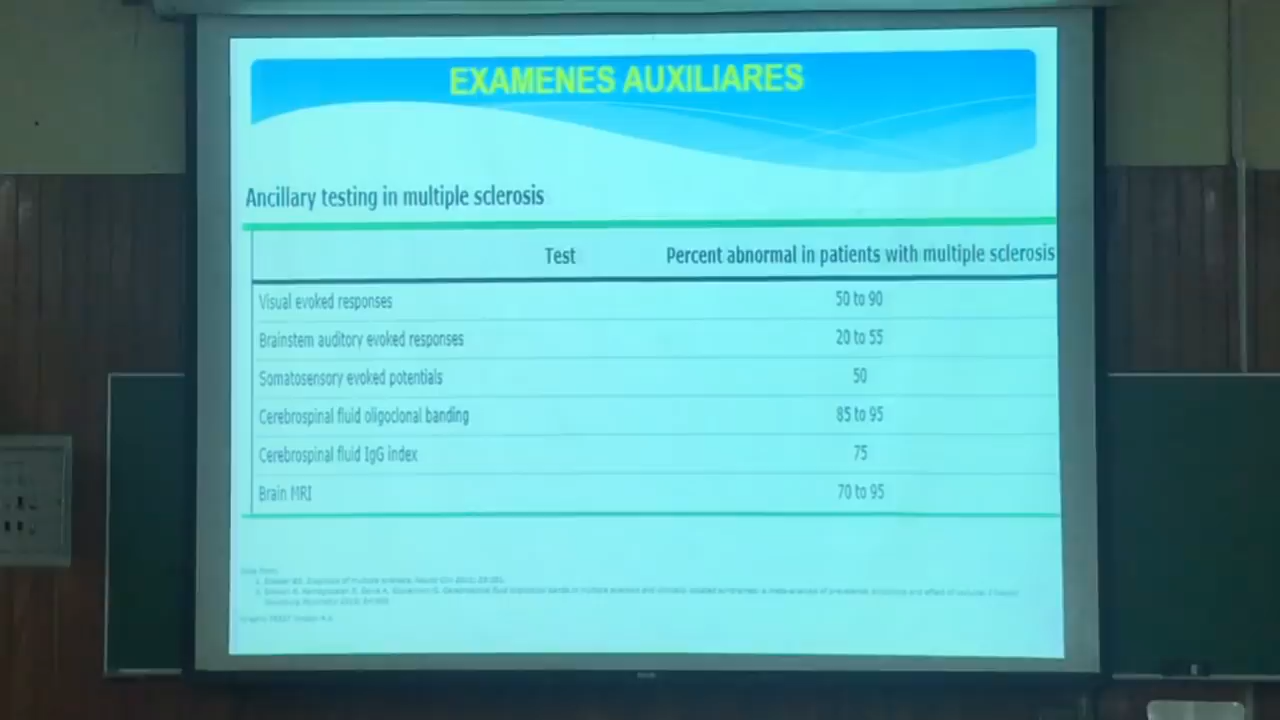 EXAMENES AUXILIARES
Ancillary testing in multiple sclerosis
Test Percent abnormal in patients with multiple sclerosis
Visual evoked responses 50 to 90
Brainstem auditory evoked responses 20 to 55
Somatosensory evoked potentials 50
Cerebrospinal fluid oligoclonal banding 85 to 95
Cerebrospinal fluid IgG index 75
Brain MRI 70 to 95